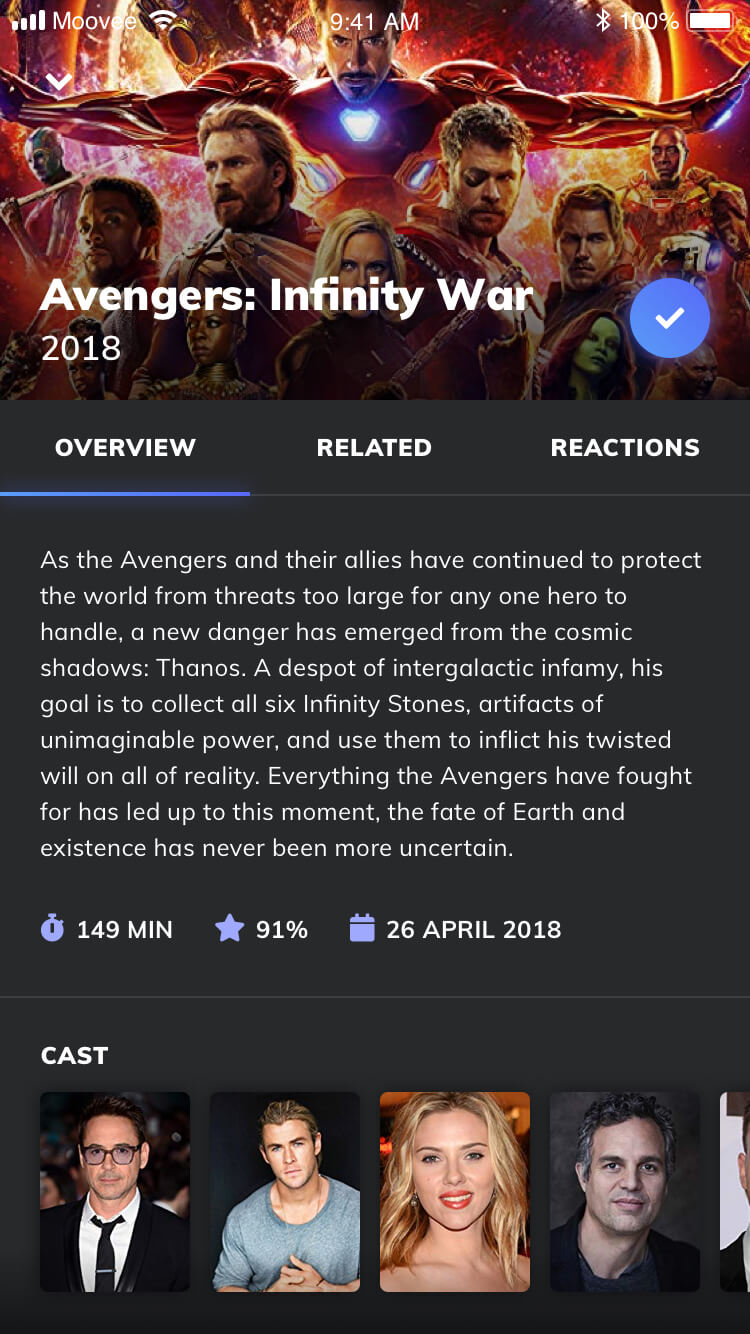 Moovee 9:41 AM 100%
Avengers: Infinity War
2018
OVERVIEW RELATED REACTIONS
As the Avengers and their allies have continued to protect
the world from threats too large for any one hero to
handle, a new danger has emerged from the cosmic
shadows: Thanos. A despot of intergalactic infamy, his
goal is to collect all six Infinity Stones, artifacts of
unimaginable power, and use them to inflict his twisted
will on all of reality. Everything the Avengers have fought
for has led up to this moment, the fate of Earth and
existence has never been more uncertain.
149 MIN 91% 26 APRIL 2018
CAST